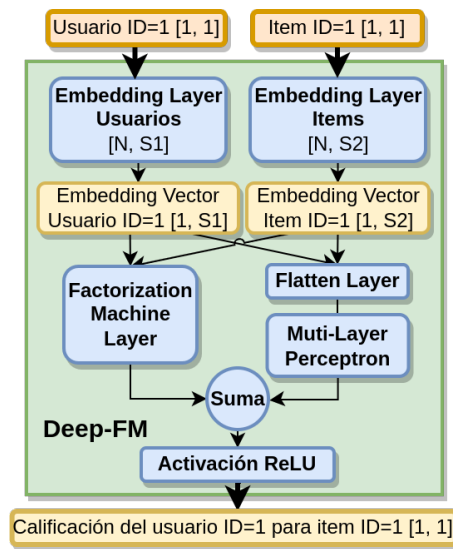 Usuario ID=1 [1, 1]
Item ID=1 [1, 1]
Embedding Layer
Usuarios
[N, S1]
Embedding Layer
Items
[N, S2]
Embedding Vector
Usuario ID=1 [1, S1]
Embedding Vector
Item ID=1 [1, S2]
Factorization
Machine
Layer
Flatten Layer
Muti-Layer
Perceptron
Suma
Deep-FM
Activación ReLU
Calificación del usuario ID=1 para item ID=1 [1, 1]